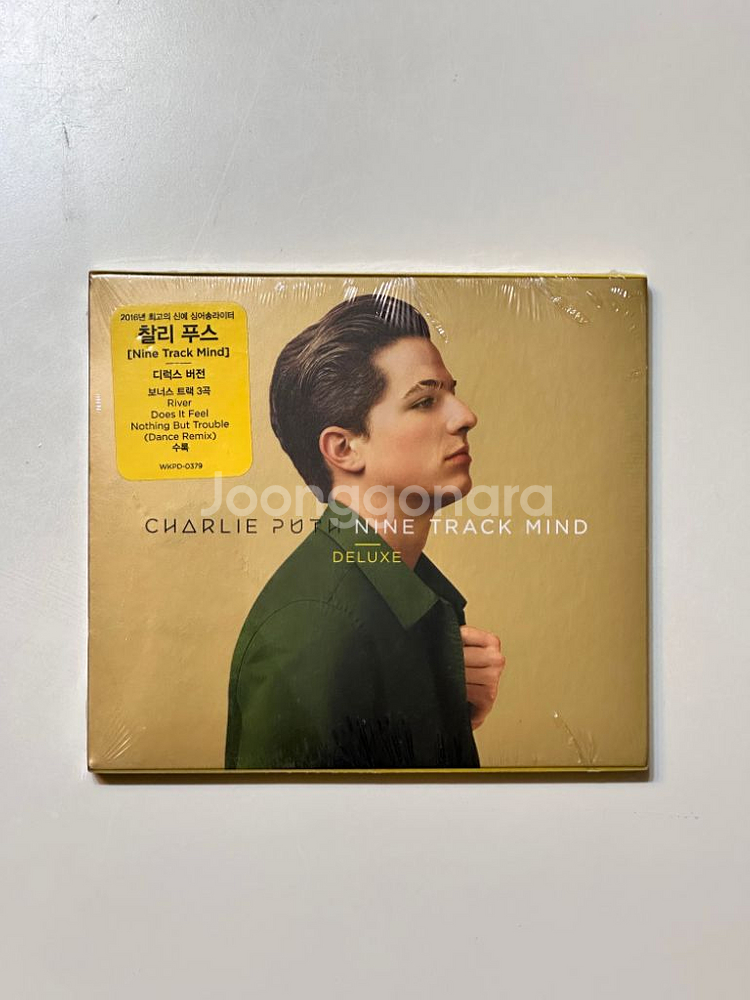 2016년 최고의 신예 싱어송라이터
찰리 푸스
[Nine Track Mind]
디럭스 버전
보너스 트랙 3곡
River
Does It Feel
Nothing But Trouble
(Dance Remix)
수록
WKPD-0379
Joonggonara
CHARLIE PUTH NINE TRACK MIND
DELUXE